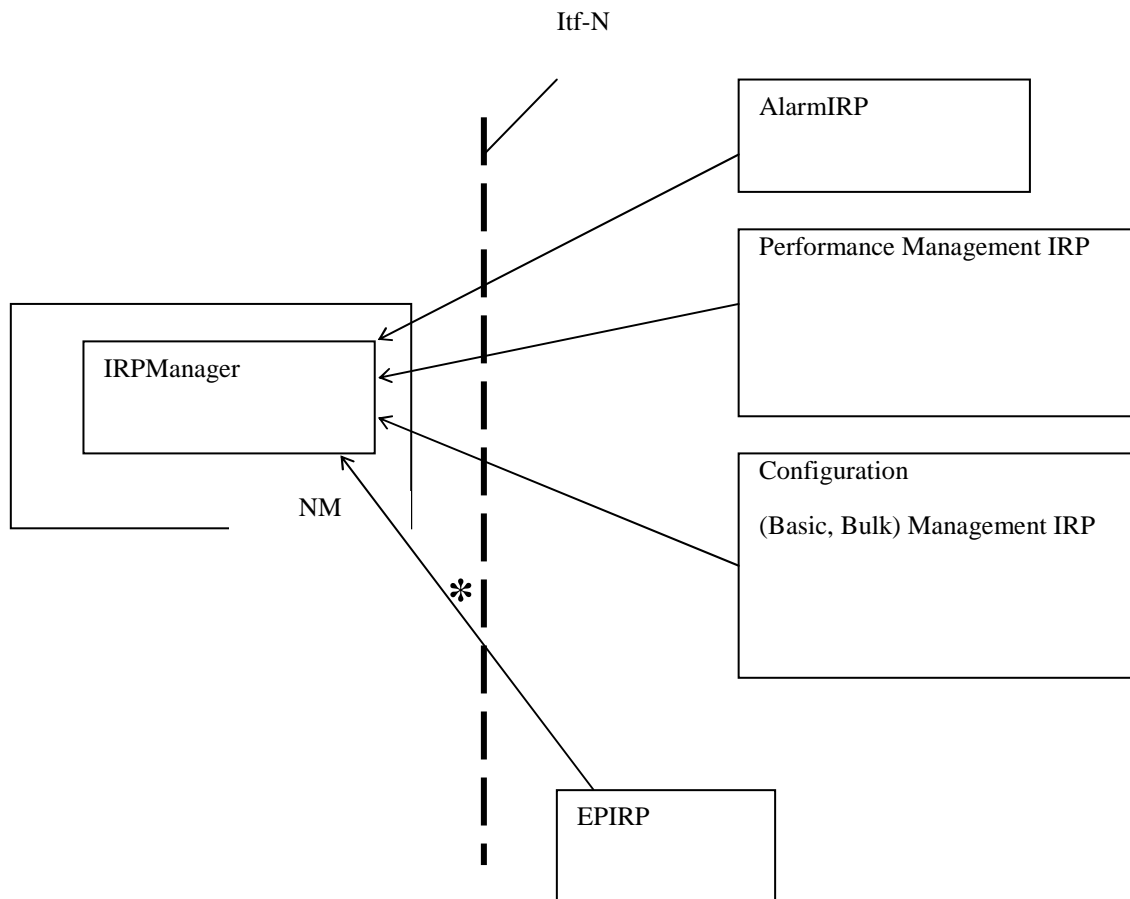 Itf-N
AlarmIRP
Performance Management IRP
IRPManager
Configuration
(Basic, Bulk) Management IRP
NM
*
EPIRP